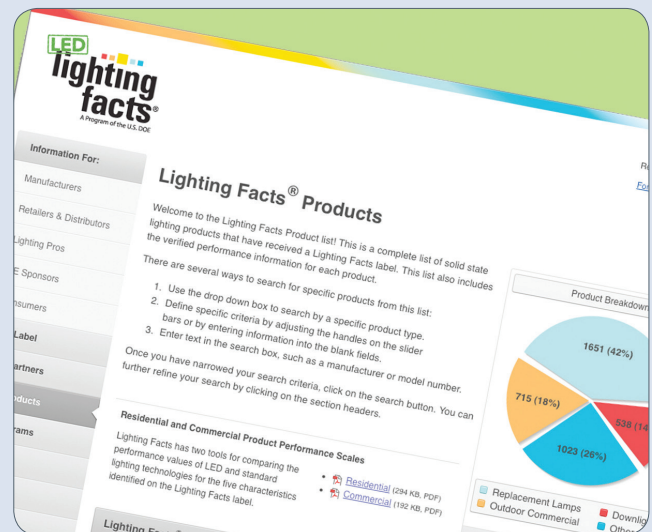 LED
lighting
facts®
A Program of the U.S. DOE
Information For:
Manufacturers
Retailers & Distributors
Lighting Pros
E Sponsors
nsumers
Label
artners
oducts
rams
Lighting Facts® Products
Welcome to the Lighting Facts Product list! This is a complete list of solid state
lighting products that have received a Lighting Facts label. This list also includes
the verified performance information for each product.
There are several ways to search for specific products from this list:
1. Use the drop down box to search by a specific product type.
2. Define specific criteria by adjusting the handles on the slider
bars or by entering information into the blank fields.
3. Enter text in the search box, such as a manufacturer or model number.
Once you have narrowed your search criteria, click on the search button. You can
further refine your search by clicking on the section headers.
Residential and Commercial Product Performance Scales
Lighting Facts has two tools for comparing the
performance values of LED and standard
lighting technologies for the five characteristics
identified on the Lighting Facts label.
• Residential (294 KB, PDF)
• Commercial (192 KB, PDF)
Product Breakdown
1651 (42%)
715 (18%)
538 (14
1023 (26%)
Replacement Lamps
Outdoor Commercial
Downlig
Othe
Lighting Fac